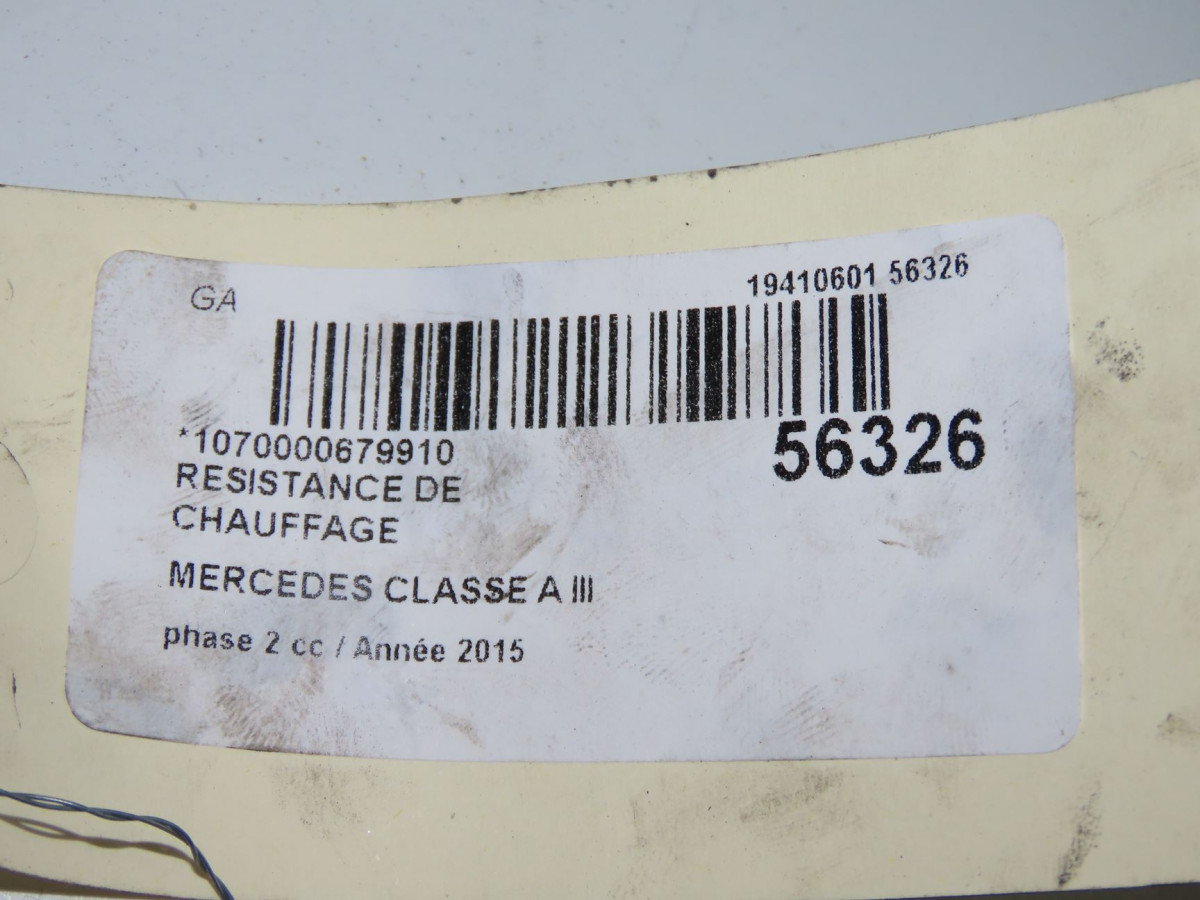 GA
19410601 56326
*1070000679910
56326
RESISTANCE DE
CHAUFFAGE
MERCEDES CLASSE A III
phase 2 cc / Année 2015